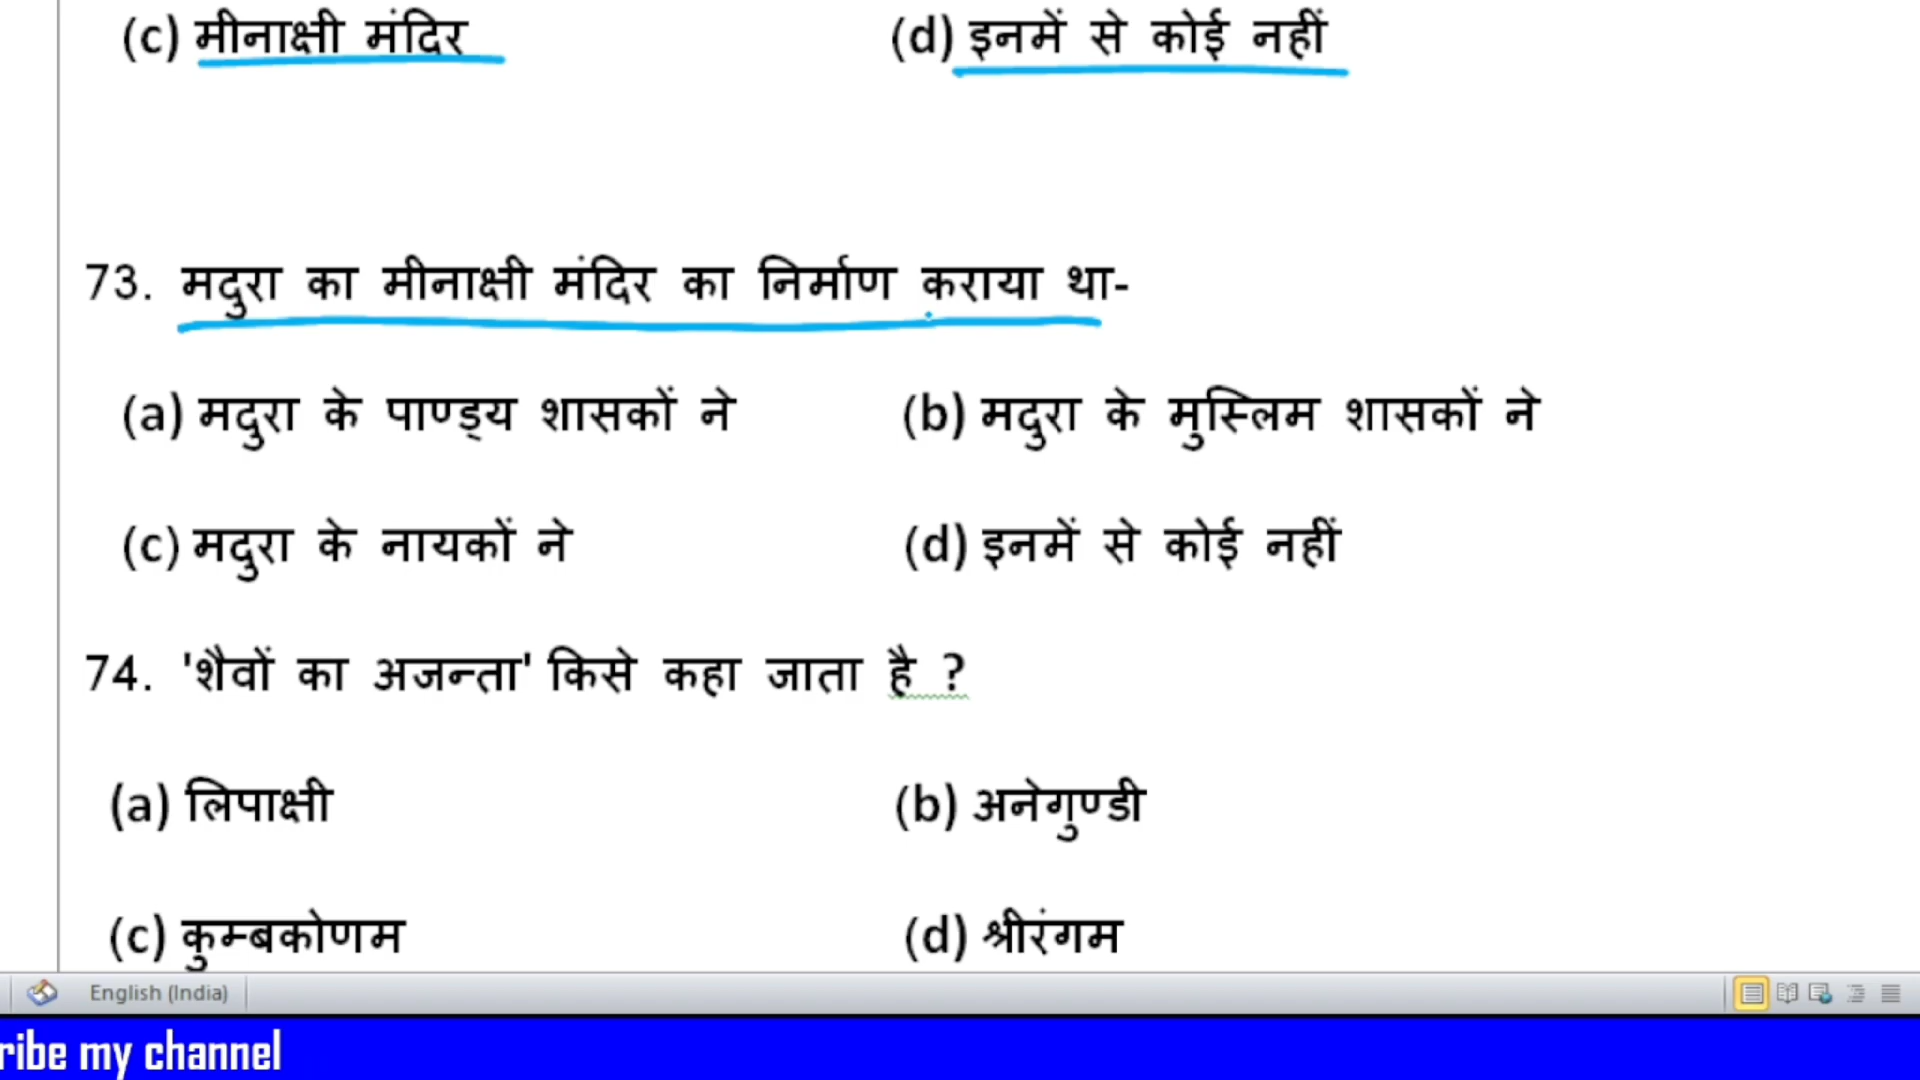 (c) मीनाक्षी मंदिर (d) इनमें से कोई नहीं
73. मदुरा का मीनाक्षी मंदिर का निर्माण कराया था-
(a) मदुरा के पाण्ड्य शासकों ने (b) मदुरा के मुस्लिम शासकों ने
(c) मदुरा के नायकों ने (d) इनमें से कोई नहीं
74. 'शैवों का अजन्ता' किसे कहा जाता है ?
(a) लिपाक्षी (b) अनेगुण्डी
(c) कुम्बकोणम (d) श्रीरंगम
English (India)
ribe my channel